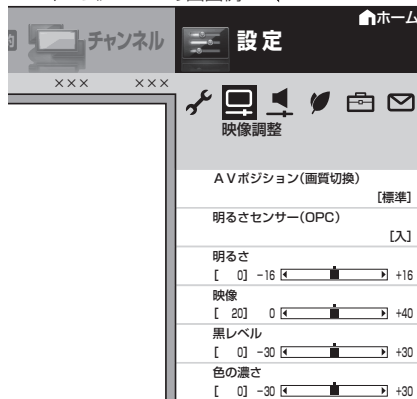 チャンネル
設定
ホーム
××× ×××
映像調整
AVポジション(画質切換)
[標準]
明るさセンサー(OPC)
[入]
明るさ
[ 0] -16 +16
映像
[ 20] 0 +40
黒レベル
[ 0] -30 +30
色の濃さ
[ 0] -30 +30